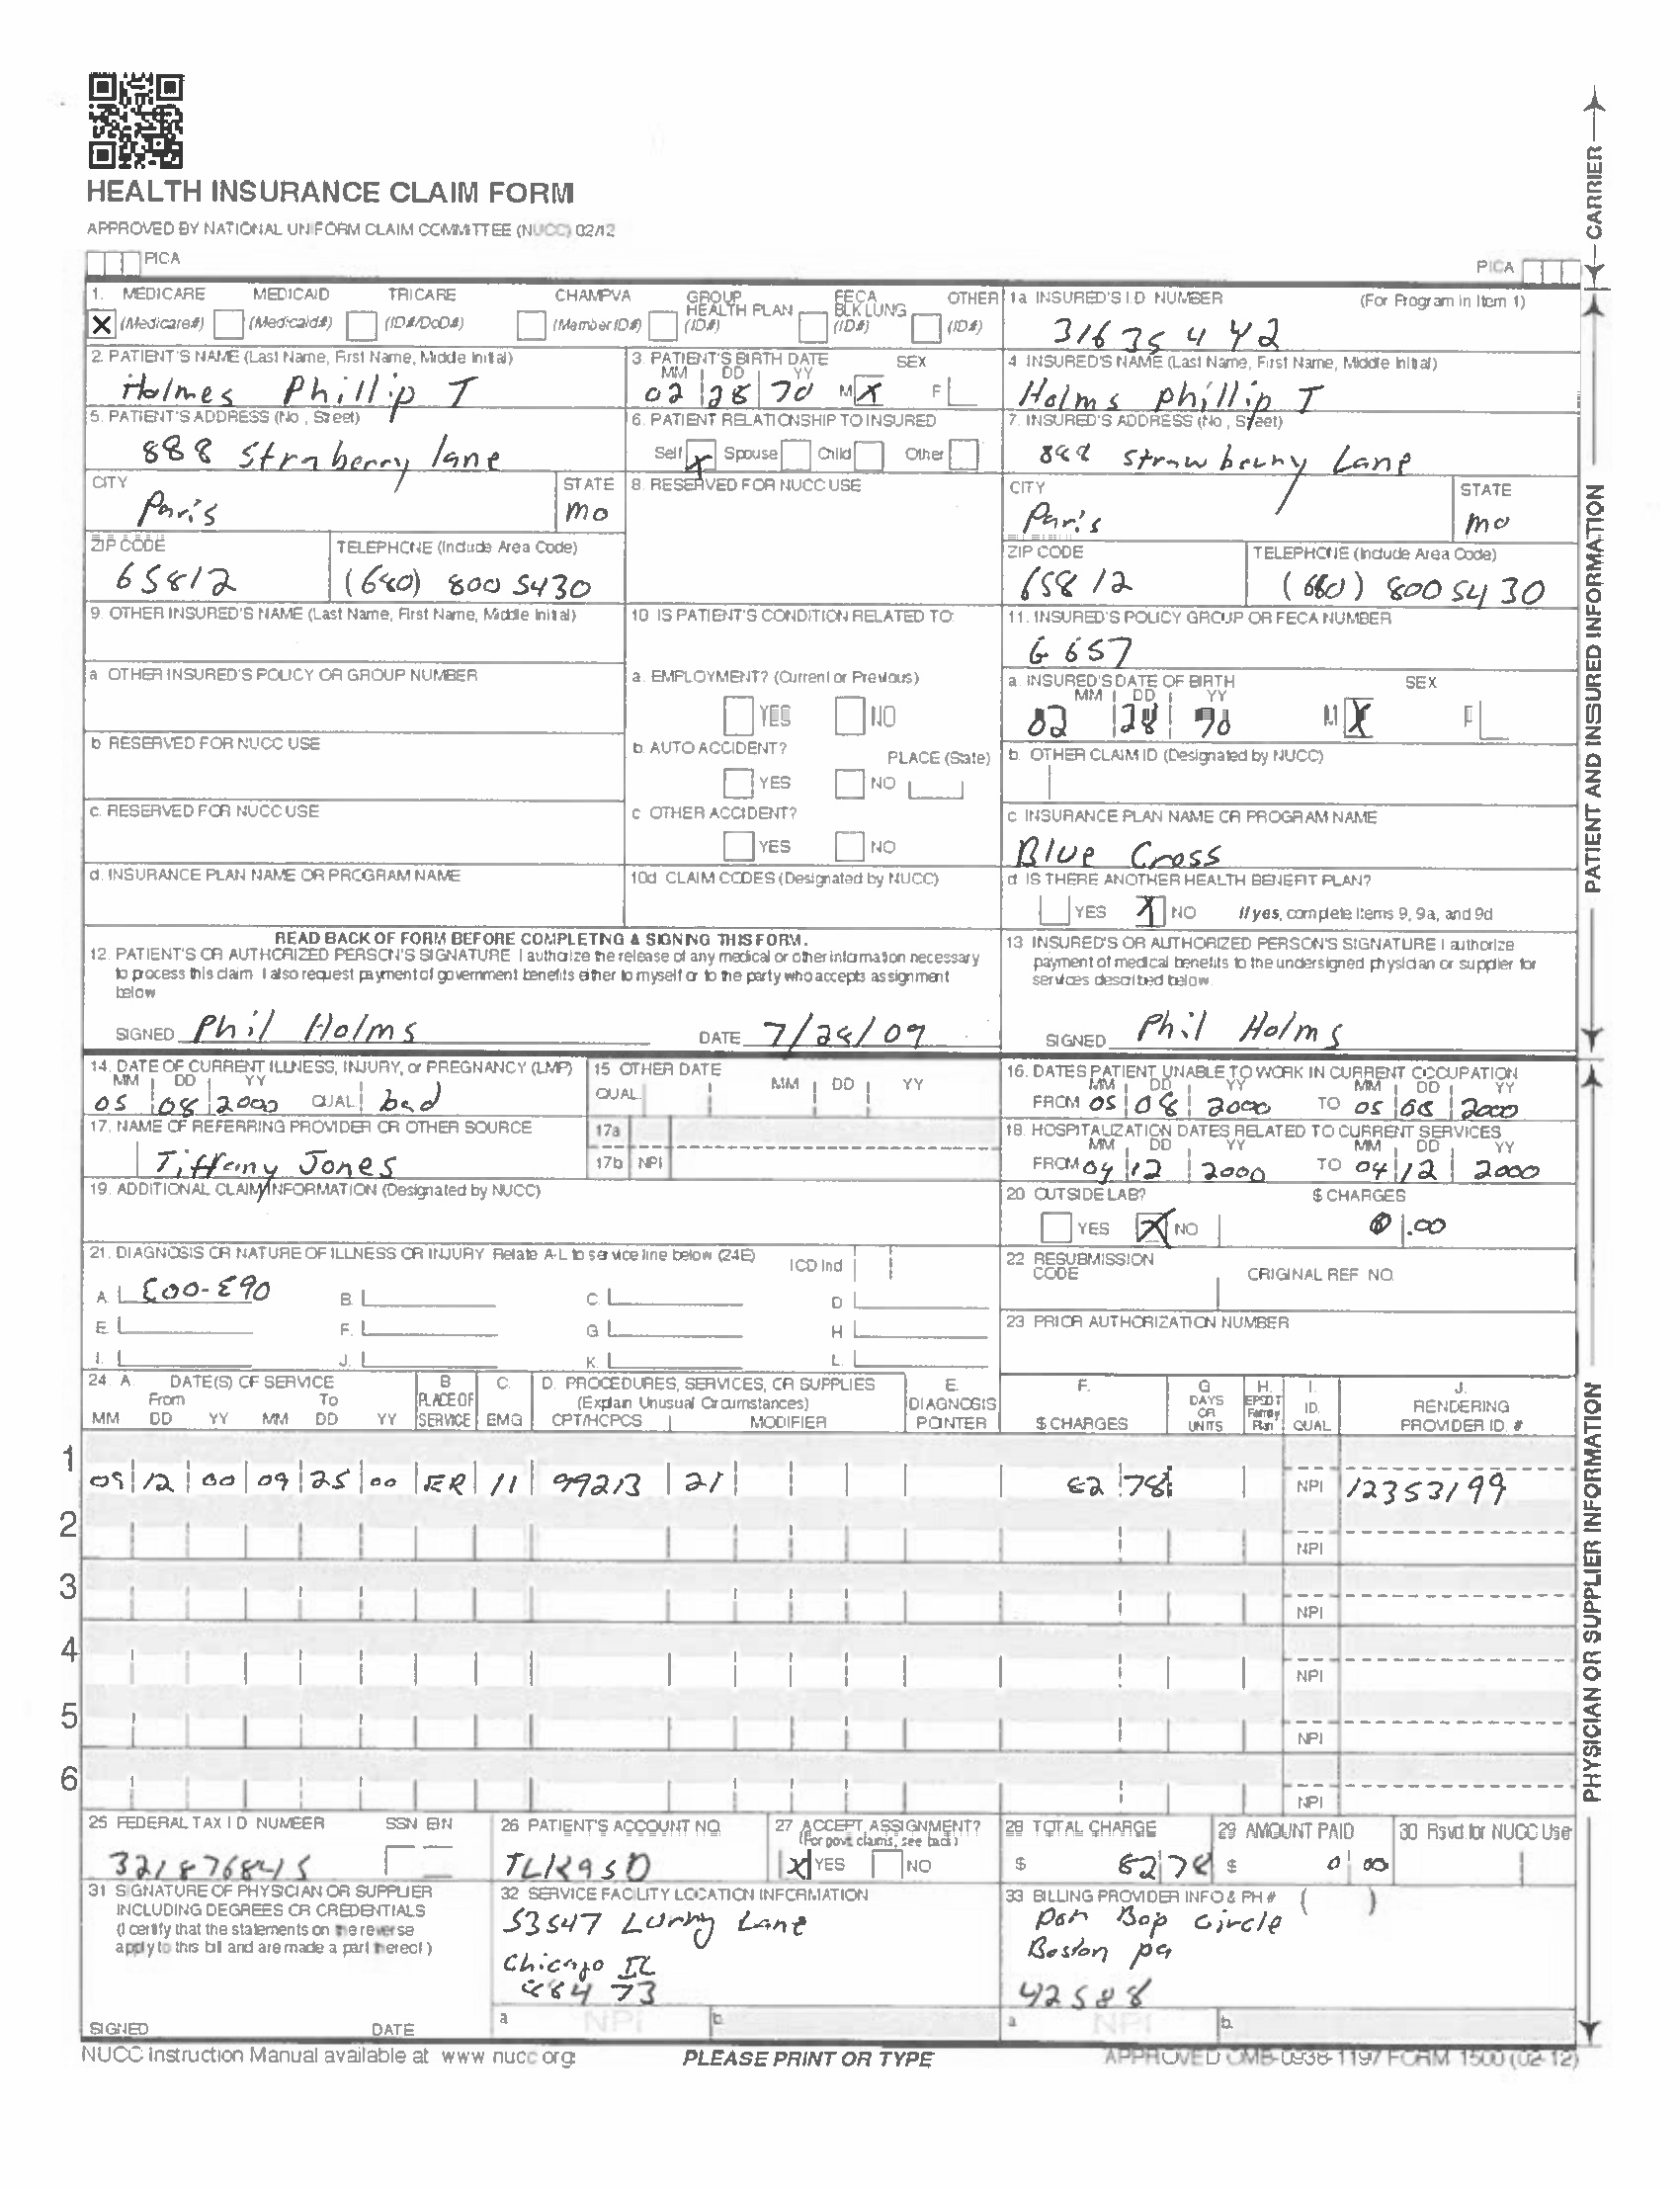 HEALTH INSURANCE CLAIM FORM
APPROVED BY NATIONAL UNIFORM CLAIM COMMITTEE (NUCC) 02/12
PICA
PICA
CARRIER
1. MEDICARE MEDICAID TRICARE CHAMPVA GROUP HEALTH PLAN FECA BLK LUNG OTHER
X (Medicare#) (Medicaid#) (ID#/DoD#) (Member ID#) (ID#) (ID#) (ID#)
1a INSURED'S I.D. NUMBER (For Program in Item 1)
31635442
2. PATIENT'S NAME (Last Name, First Name, Middle Initial)
Holmes Phillip T
3 PATIENT'S BIRTH DATE SEX
MM DD YY
02 28 70 M X F
4 INSURED'S NAME (Last Name, First Name, Middle Initial)
Holms phillip T
5. PATIENT'S ADDRESS (No., Street)
888 Straberry lane
6. PATIENT RELATIONSHIP TO INSURED
Self X Spouse Child Other
7. INSURED'S ADDRESS (No., Street)
888 Strawberry Lane
CITY STATE
Paris mo
8. RESERVED FOR NUCC USE
CITY STATE
Paris mo
ZIP CODE TELEPHONE (Include Area Code)
65812 (660) 800 5430
ZIP CODE TELEPHONE (Include Area Code)
65812 (660) 800 5430
9. OTHER INSURED'S NAME (Last Name, First Name, Middle Initial)
10 IS PATIENT'S CONDITION RELATED TO:
11. INSURED'S POLICY GROUP OR FECA NUMBER
G 657
a OTHER INSURED'S POLICY OR GROUP NUMBER
a. EMPLOYMENT? (Current or Previous)
YES NO
a. INSURED'S DATE OF BIRTH SEX
MM DD YY
02 28 70 M X F
b RESERVED FOR NUCC USE
b. AUTO ACCIDENT? PLACE (State)
YES NO
b. OTHER CLAIM ID (Designated by NUCC)
c. RESERVED FOR NUCC USE
c OTHER ACCIDENT?
YES NO
c INSURANCE PLAN NAME OR PROGRAM NAME
Blue Cross
d. INSURANCE PLAN NAME OR PROGRAM NAME
10d CLAIM CODES (Designated by NUCC)
d IS THERE ANOTHER HEALTH BENEFIT PLAN?
YES X NO If yes, complete items 9, 9a, and 9d
PATIENT AND INSURED INFORMATION
READ BACK OF FORM BEFORE COMPLETING & SIGNING THIS FORM.
12. PATIENT'S OR AUTHORIZED PERSON'S SIGNATURE I authorize the release of any medical or other information necessary
to process this claim I also request payment of government benefits either to myself or to the party who accepts assignment
below
SIGNED Phil Holms DATE 7/28/09
13 INSURED'S OR AUTHORIZED PERSON'S SIGNATURE I authorize
payment of medical benefits to the undersigned physician or supplier for
services described below.
SIGNED Phil Holms
14. DATE OF CURRENT ILLNESS, INJURY, or PREGNANCY (LMP)
MM DD YY
05 08 2000 QUAL. bad
15 OTHER DATE
QUAL. MM DD YY
16. DATES PATIENT UNABLE TO WORK IN CURRENT OCCUPATION
MM DD YY MM DD YY
FROM 05 08 2000 TO 05 08 2000
17. NAME OF REFERRING PROVIDER OR OTHER SOURCE
Tiffany Jones
17a
17b NPI
18. HOSPITALIZATION DATES RELATED TO CURRENT SERVICES
MM DD YY MM DD YY
FROM 04 12 2000 TO 04 12 2000
19. ADDITIONAL CLAIM INFORMATION (Designated by NUCC)
20 OUTSIDE LAB? $ CHARGES
YES X NO 0 .00
21. DIAGNOSIS OR NATURE OF ILLNESS OR INJURY Relate A-L to service line below (24E) ICD Ind
A. E00-E90 B. C. D
E F. G H
I. J. K. L.
22 RESUBMISSION CODE ORIGINAL REF NO.
23 PRIOR AUTHORIZATION NUMBER
24. A. DATE(S) OF SERVICE B PLACE OF SERVICE C. EMG D. PROCEDURES, SERVICES, OR SUPPLIES E. DIAGNOSIS POINTER F. $ CHARGES G DAYS OR UNITS H. EPSDT Family Plan I. ID. QUAL J. RENDERING PROVIDER ID. #
From To (Explain Unusual Circumstances)
MM DD YY MM DD YY CPT/HCPCS MODIFIER
1 09 12 00 09 25 00 ER 11 99213 21 62 78 NPI 12353199
2 NPI
3 NPI
4 NPI
5 NPI
6 NPI
PHYSICIAN OR SUPPLIER INFORMATION
25 FEDERAL TAX I.D. NUMBER SSN EIN
321876845
26 PATIENT'S ACCOUNT NO.
TLK9SD
27 ACCEPT ASSIGNMENT?
(For govt. claims, see back)
X YES NO
28 TOTAL CHARGE
$ 62 78
29 AMOUNT PAID
$ 0 00
30 Rsvd. for NUCC Use
31 SIGNATURE OF PHYSICIAN OR SUPPLIER
INCLUDING DEGREES OR CREDENTIALS
(I certify that the statements on the reverse
apply to this bill and are made a part thereof.)
SIGNED DATE
32 SERVICE FACILITY LOCATION INFORMATION
53547 Lane
Chicago IL
48473
a NPI b.
33 BILLING PROVIDER INFO & PH # ( )
Bop circle
Boston pa
42588
a NPI b.
NUCC Instruction Manual available at www nucc org
PLEASE PRINT OR TYPE
APPROVED OMB-0938-1197 FORM 1500 (02-12)